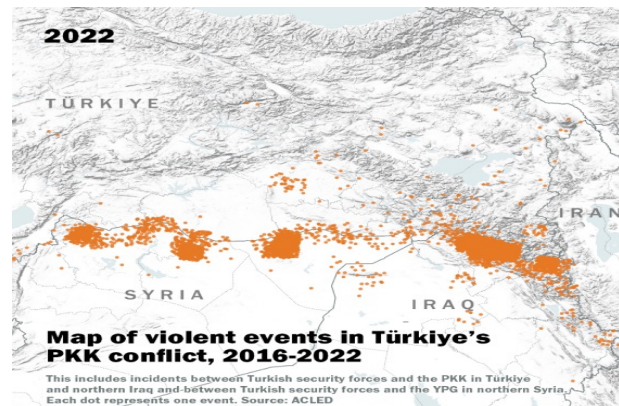 2022
TÜRKİYE
IRAN
SYRIA
IRAQ
Map of violent events in Türkiye's
PKK conflict, 2016-2022
This includes incidents between Turkish security forces and the PKK in Türkiye
and northern Iraq and between Turkish security forces and the YPG in northern Syria.
Each dot represents one event. Source: ACLED